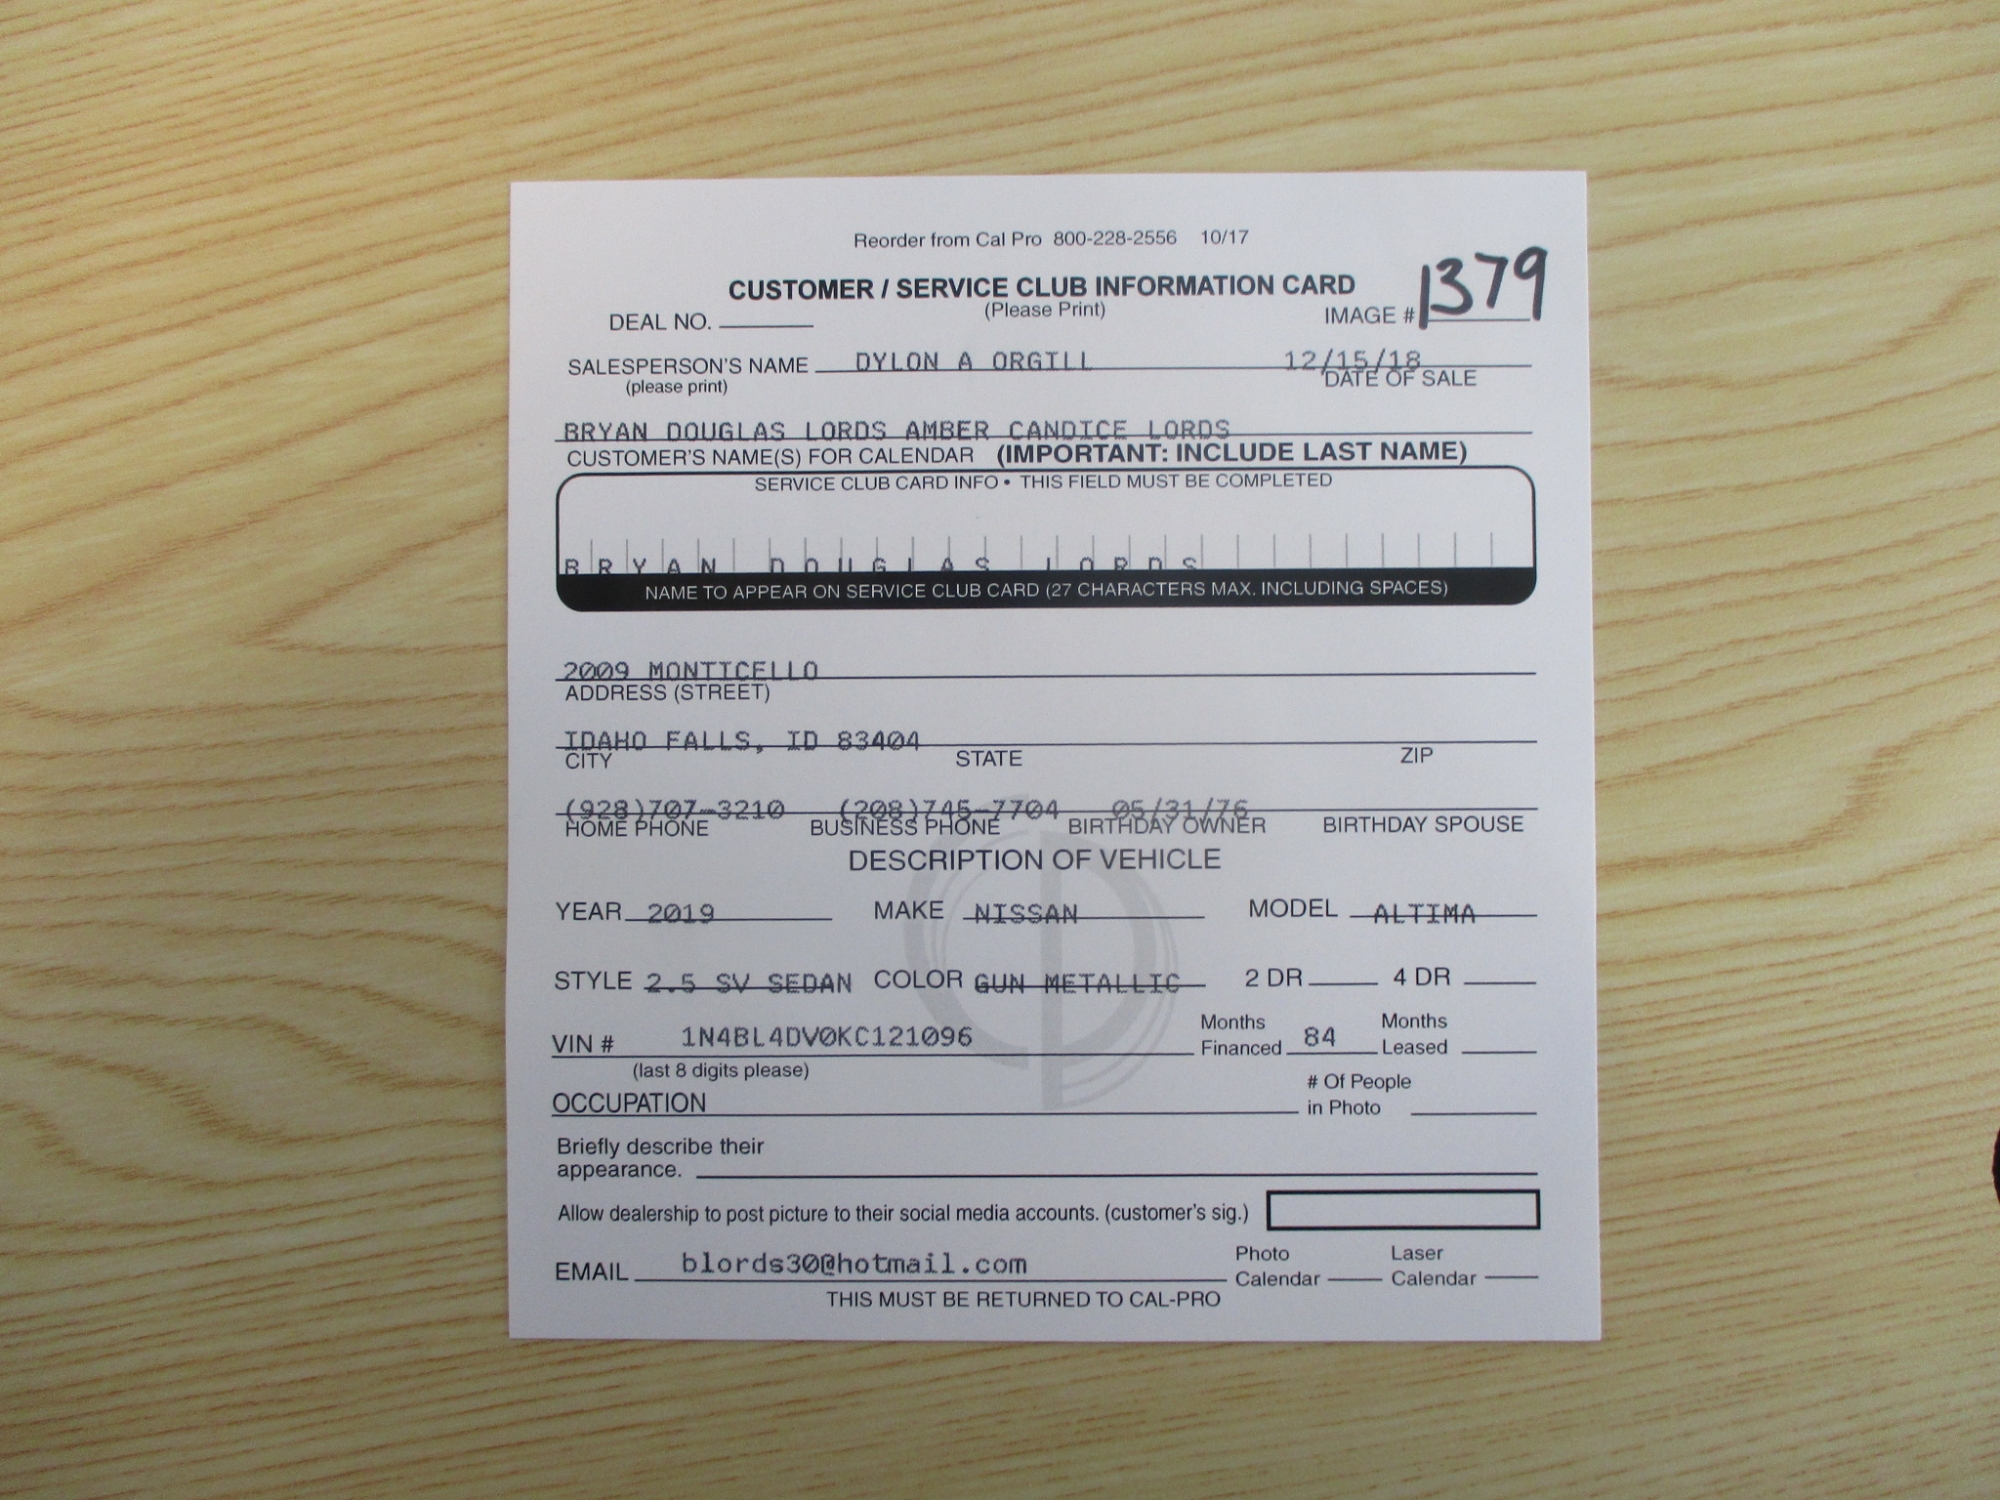 Reorder from Cal Pro 800-228-2556 10/17
CUSTOMER / SERVICE CLUB INFORMATION CARD
(Please Print)
DEAL NO. IMAGE # 1379
SALESPERSON'S NAME DYLON A ORGILL 12/15/18
(please print) DATE OF SALE
BRYAN DOUGLAS LORDS AMBER CANDICE LORDS
CUSTOMER'S NAME(S) FOR CALENDAR (IMPORTANT: INCLUDE LAST NAME)
SERVICE CLUB CARD INFO • THIS FIELD MUST BE COMPLETED
BRYAN DOUGLAS LORDS
NAME TO APPEAR ON SERVICE CLUB CARD (27 CHARACTERS MAX. INCLUDING SPACES)
2009 MONTICELLO
ADDRESS (STREET)
IDAHO FALLS, ID 83404
CITY STATE ZIP
(928)707-3210 (208)745-7704 05/31/76
HOME PHONE BUSINESS PHONE BIRTHDAY OWNER BIRTHDAY SPOUSE
DESCRIPTION OF VEHICLE
YEAR 2019 MAKE NISSAN MODEL ALTIMA
STYLE 2.5 SV SEDAN COLOR GUN METALLIC 2 DR 4 DR
VIN # 1N4BL4DV0KC121096 Months Financed 84 Months Leased
(last 8 digits please)
OCCUPATION # Of People in Photo
Briefly describe their
appearance.
Allow dealership to post picture to their social media accounts. (customer's sig.)
EMAIL blords30@hotmail.com Photo Calendar Laser Calendar
THIS MUST BE RETURNED TO CAL-PRO